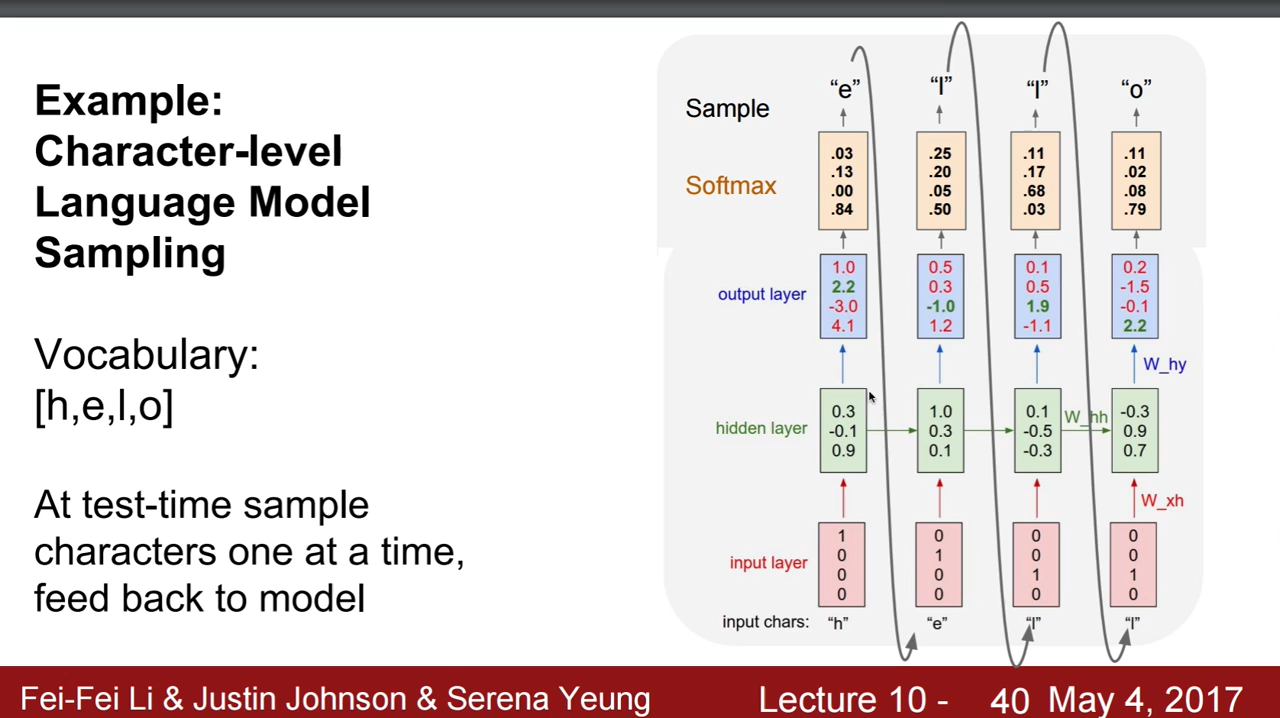 Example:
Character-level
Language Model
Sampling
Vocabulary:
[h,e,l,o]
At test-time sample
characters one at a time,
feed back to model
Sample
“e” “l” “l” “o”
Softmax
.03 .25 .11 .11
.13 .20 .17 .02
.00 .05 .68 .08
.84 .50 .03 .79
output layer
1.0 0.5 0.1 0.2
2.2 0.3 0.5 -1.5
-3.0 -1.0 1.9 -0.1
4.1 1.2 -1.1 2.2
W_hy
hidden layer
0.3 1.0 0.1 -0.3
-0.1 0.3 -0.5 0.9
0.9 0.1 -0.3 0.7
W_hh
W_xh
input layer
1 0 0 0
0 1 0 0
0 0 1 1
0 0 0 0
input chars: “h” “e” “l” “l”
Fei-Fei Li & Justin Johnson & Serena Yeung Lecture 10 - 40 May 4, 2017